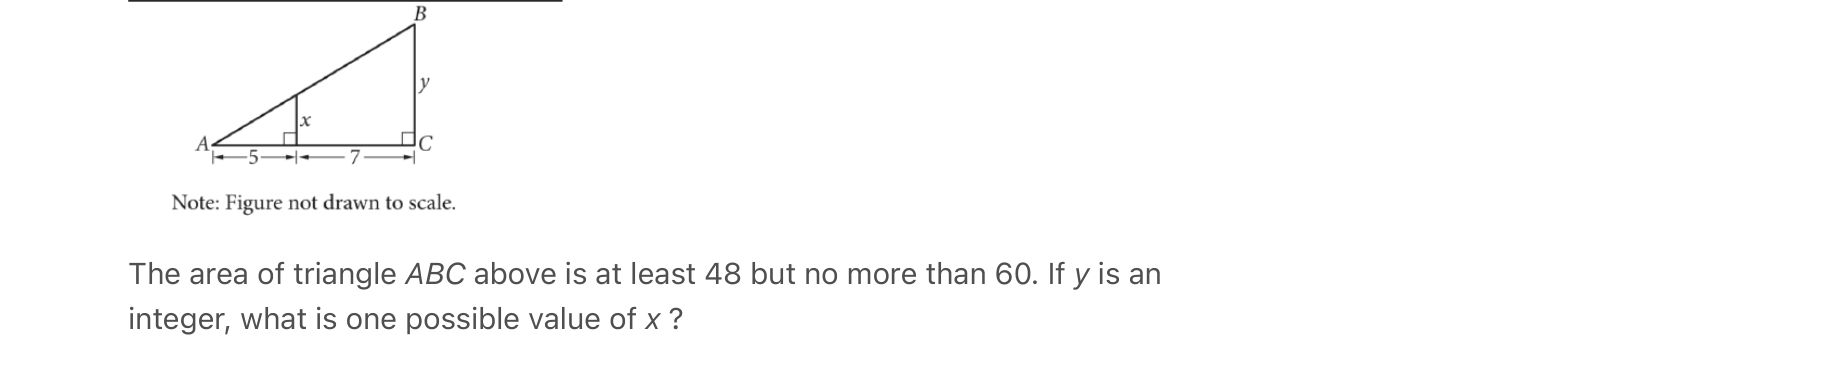 B
y
x
A
C
5
7
Note: Figure not drawn to scale.
The area of triangle ABC above is at least 48 but no more than 60. If y is an
integer, what is one possible value of x ?